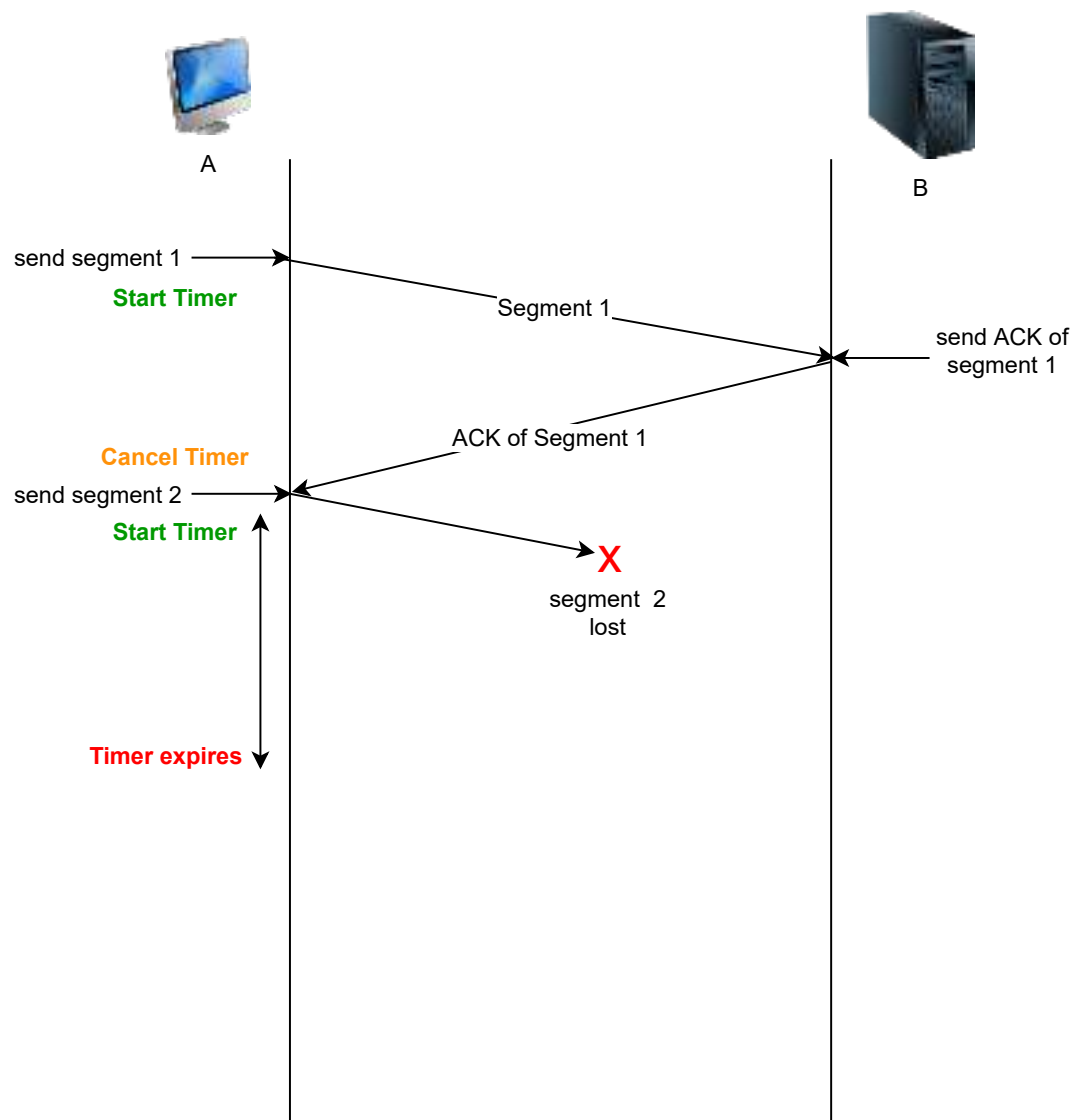 A
B
send segment 1
Start Timer
Segment 1
send ACK of
segment 1
ACK of Segment 1
Cancel Timer
send segment 2
Start Timer
X
segment 2
lost
Timer expires